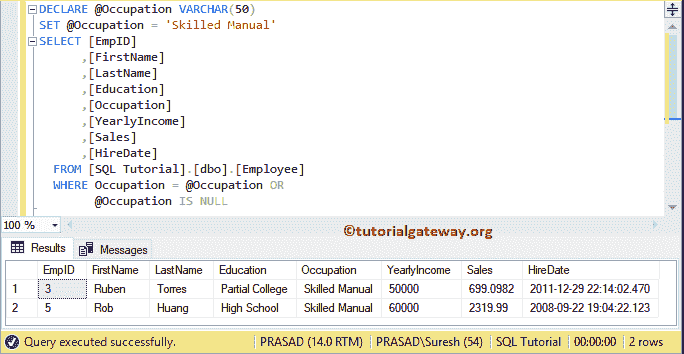 DECLARE @Occupation VARCHAR(50)
SET @Occupation = 'Skilled Manual'
SELECT [EmpID]
,[FirstName]
,[LastName]
,[Education]
,[Occupation]
,[YearlyIncome]
,[Sales]
,[HireDate]
FROM [SQL Tutorial].[dbo].[Employee]
WHERE Occupation = @Occupation OR
@Occupation IS NULL
100 %
©tutorialgateway.org
Results Messages
EmpID FirstName LastName Education Occupation YearlyIncome Sales HireDate
1 3 Ruben Torres Partial College Skilled Manual 50000 699.0982 2011-12-29 22:14:02.470
2 5 Rob Huang High School Skilled Manual 60000 2319.99 2008-09-22 19:04:22.123
Query executed successfully. PRASAD (14.0 RTM) PRASAD\Suresh (54) SQL Tutorial 00:00:00 2 rows